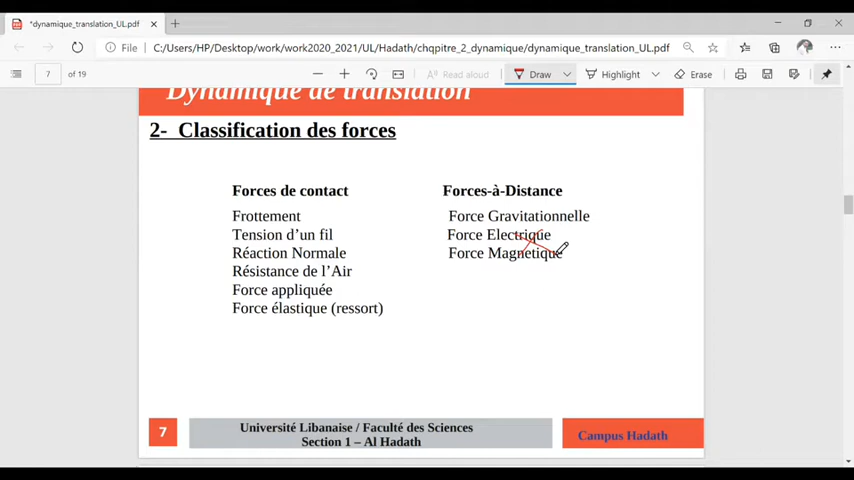 *dynamique_translation_UL.pdf
File
C:/Users/HP/Desktop/work/work2020_2021/UL/Hadath/chqpitre_2_dynamique/dynamique_translation_UL.pdf
7 of 19
Read aloud
Draw
Highlight
Erase
Dynamique de translation
2- Classification des forces
Forces de contact
Frottement
Tension d’un fil
Réaction Normale
Résistance de l’Air
Force appliquée
Force élastique (ressort)
Forces-à-Distance
Force Gravitationnelle
Force Electrique
Force Magnetique
7
Université Libanaise / Faculté des Sciences
Section 1 – Al Hadath
Campus Hadath